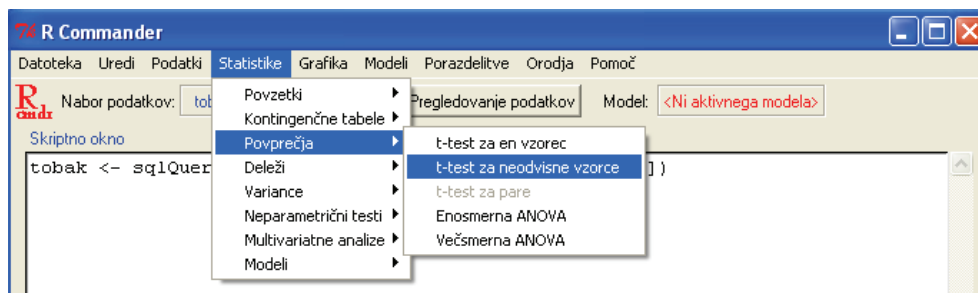 R Commander
Datoteka Uredi Podatki Statistike Grafika Modeli Porazdelitve Orodja Pomoč
Rcmdr Nabor podatkov: tob Pregledovanje podatkov Model: <Ni aktivnega modela>
Skriptno okno
tobak <- sqlQuer ])
Povzetki
Kontingenčne tabele
Povprečja
Deleži
Variance
Neparametrični testi
Multivariatne analize
Modeli
t-test za en vzorec
t-test za neodvisne vzorce
t-test za pare
Enosmerna ANOVA
Večsmerna ANOVA